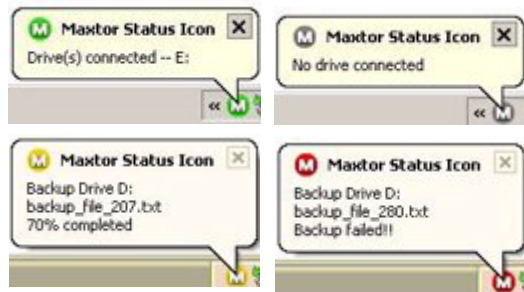 M Maxtor Status Icon X
Drive(s) connected -- E:
« M
M Maxtor Status Icon X
No drive connected
« M
M Maxtor Status Icon X
Backup Drive D:
backup_file_207.txt
70% completed
M
M Maxtor Status Icon X
Backup Drive D:
backup_file_280.txt
Backup failed!!
M